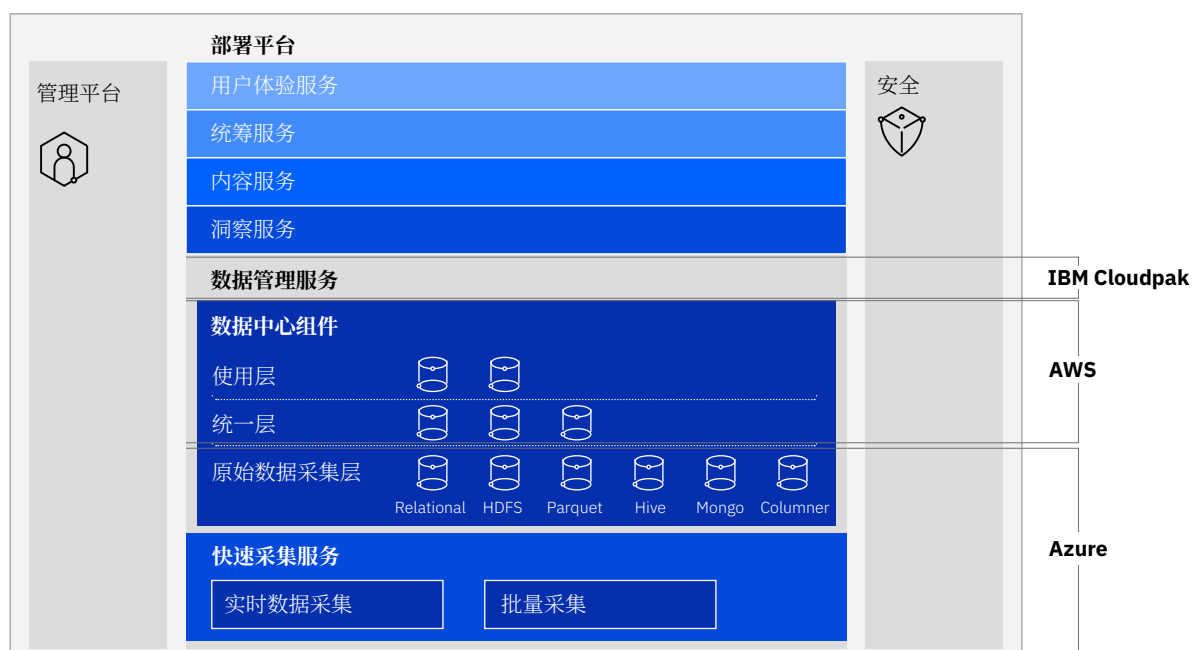 部署平台
管理平台
用户体验服务
安全
统筹服务
内容服务
洞察服务
数据管理服务
IBM Cloudpak
数据中心组件
使用层
AWS
统一层
原始数据采集层
Relational HDFS Parquet Hive Mongo Columner
快速采集服务
Azure
实时数据采集 批量采集